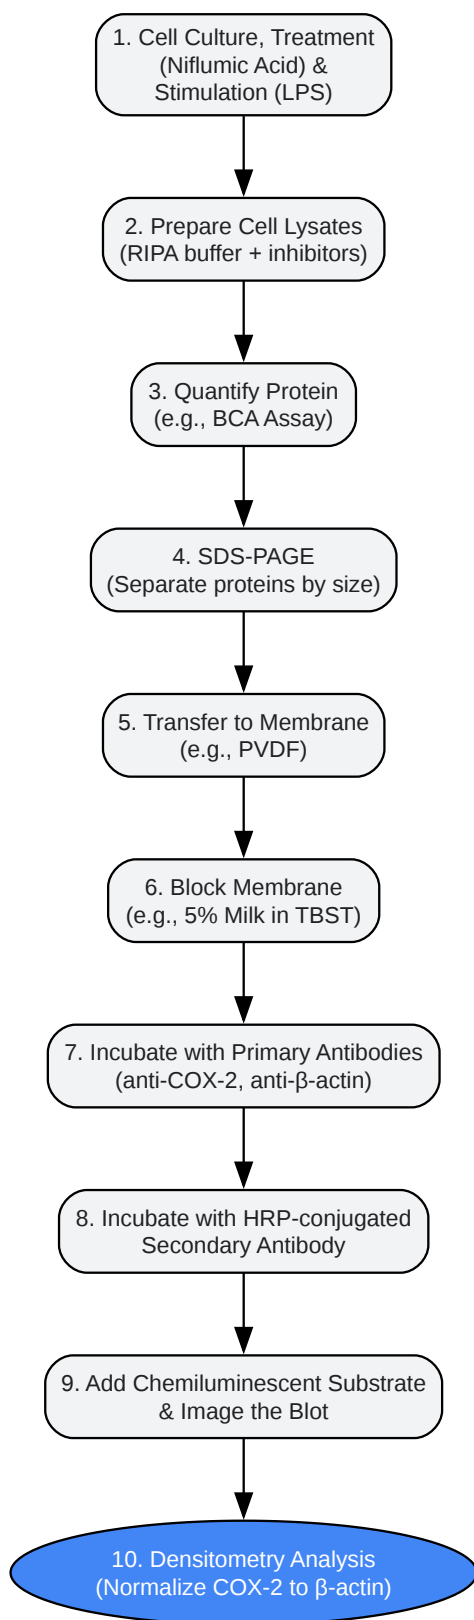 1. Cell Culture, Treatment
(Niflumic Acid) &
Stimulation (LPS)
2. Prepare Cell Lysates
(RIPA buffer + inhibitors)
3. Quantify Protein
(e.g., BCA Assay)
4. SDS-PAGE
(Separate proteins by size)
5. Transfer to Membrane
(e.g., PVDF)
6. Block Membrane
(e.g., 5% Milk in TBST)
7. Incubate with Primary Antibodies
(anti-COX-2, anti-β-actin)
8. Incubate with HRP-conjugated
Secondary Antibody
9. Add Chemiluminescent Substrate
& Image the Blot
10. Densitometry Analysis
(Normalize COX-2 to β-actin)